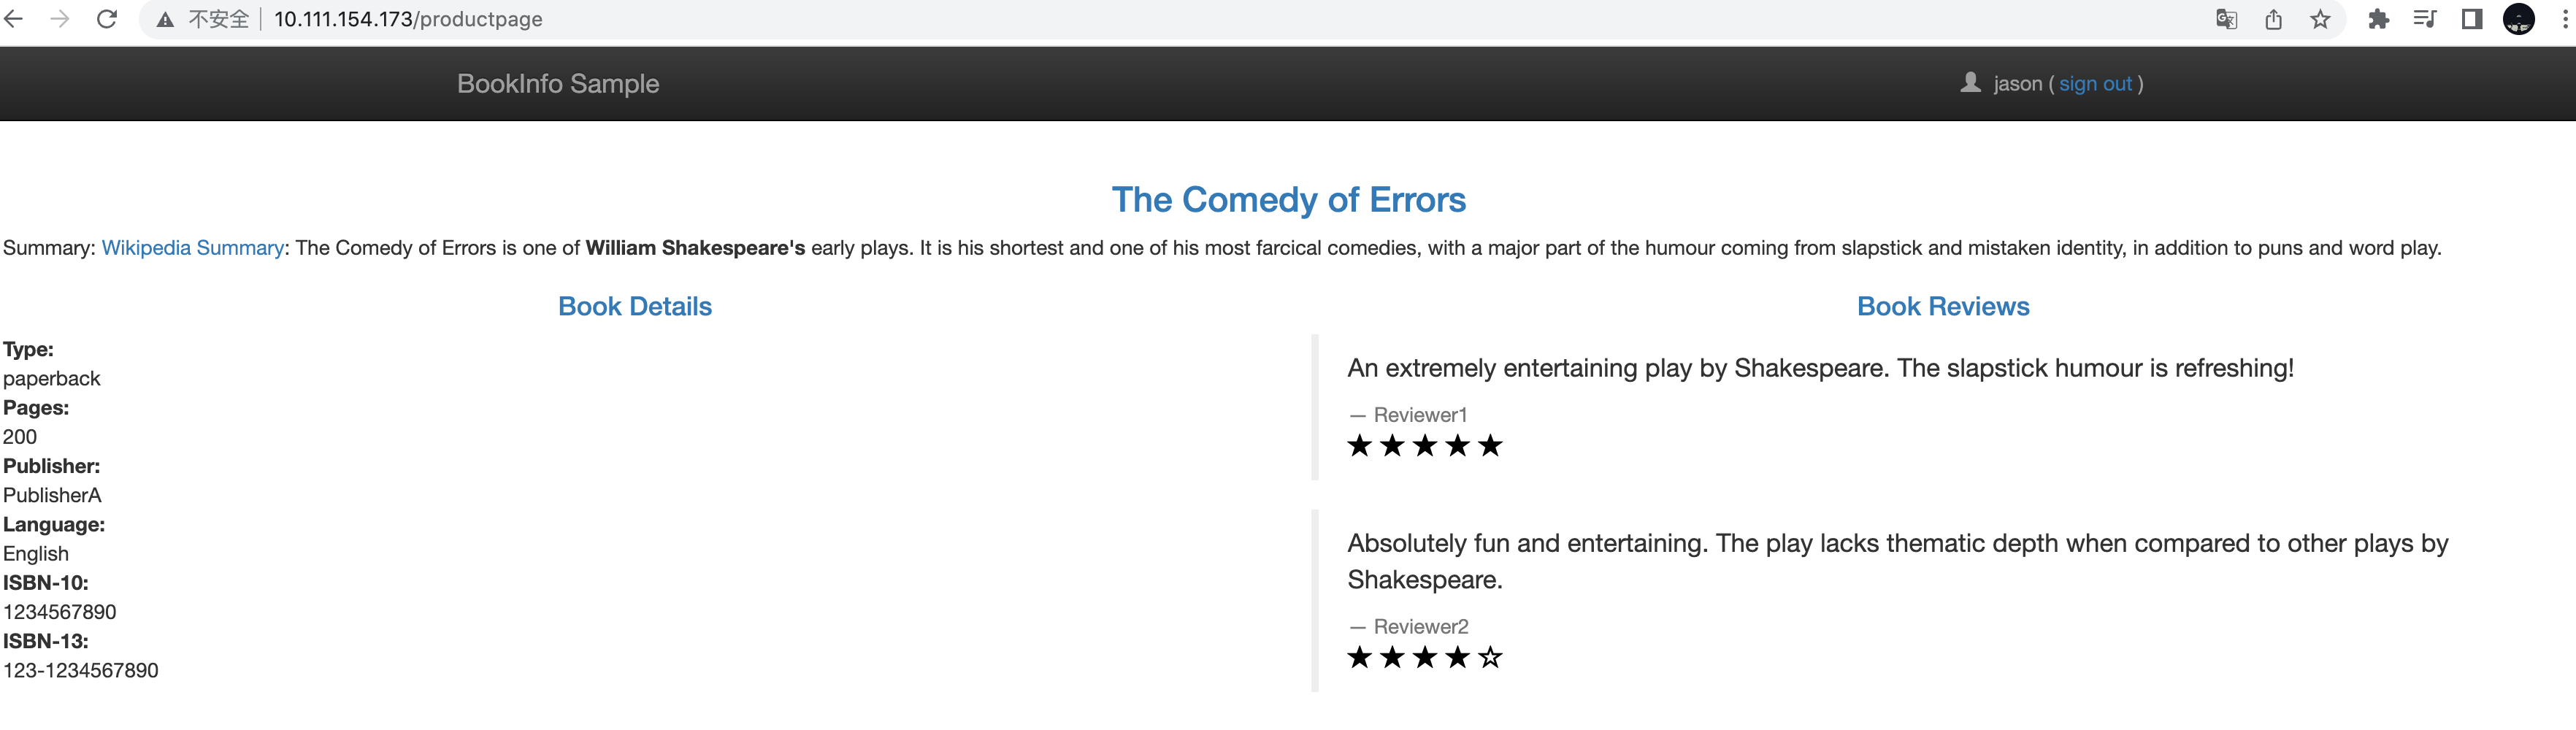 不安全 10.111.154.173/productpage
BookInfo Sample
jason ( sign out )
The Comedy of Errors
Summary: Wikipedia Summary: The Comedy of Errors is one of William Shakespeare's early plays. It is his shortest and one of his most farcical comedies, with a major part of the humour coming from slapstick and mistaken identity, in addition to puns and word play.
Book Details
Type:
paperback
Pages:
200
Publisher:
PublisherA
Language:
English
ISBN-10:
1234567890
ISBN-13:
123-1234567890
Book Reviews
An extremely entertaining play by Shakespeare. The slapstick humour is refreshing!
— Reviewer1
Absolutely fun and entertaining. The play lacks thematic depth when compared to other plays by
Shakespeare.
— Reviewer2